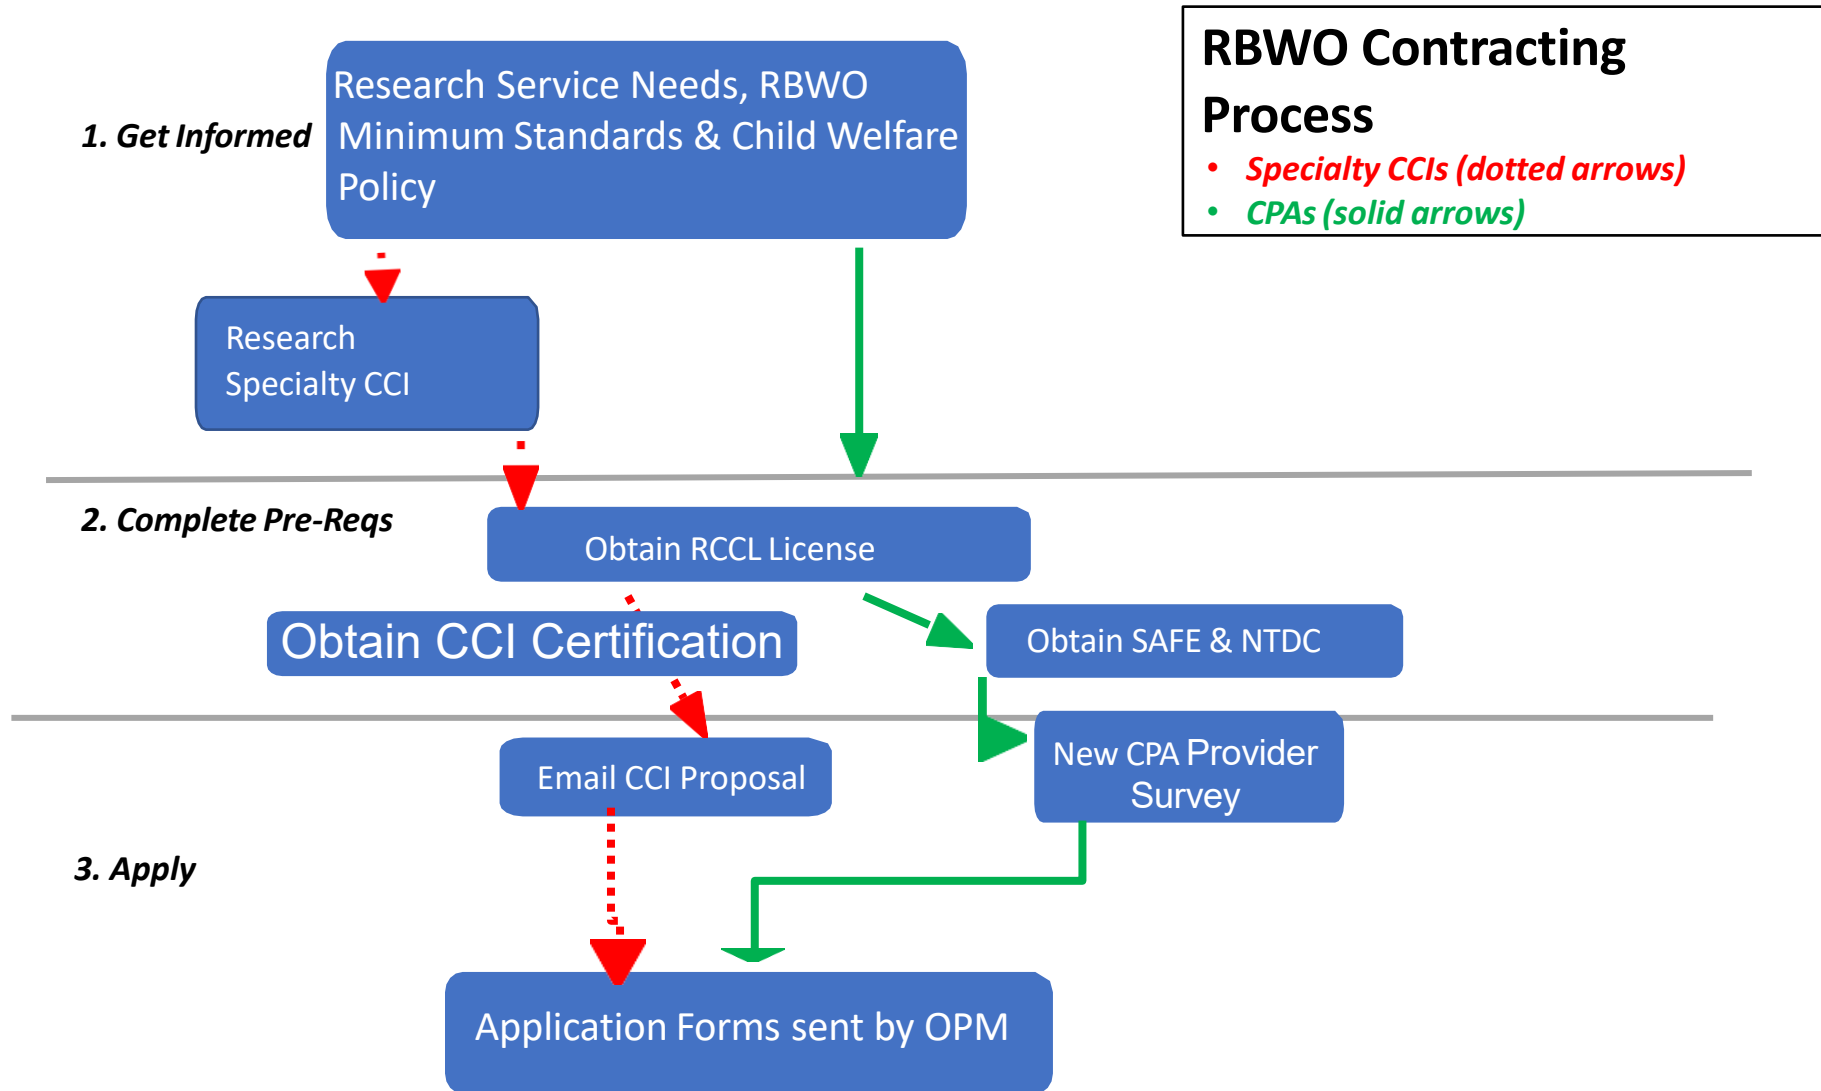 RBWO Contracting
Process
• Specialty CCIs (dotted arrows)
• CPAs (solid arrows)
1. Get Informed
Research Service Needs, RBWO
Minimum Standards & Child Welfare
Policy
Research
Specialty CCI
2. Complete Pre-Reqs
Obtain RCCL License
Obtain CCI Certification
Obtain SAFE & NTDC
Email CCI Proposal
New CPA Provider
Survey
3. Apply
Application Forms sent by OPM